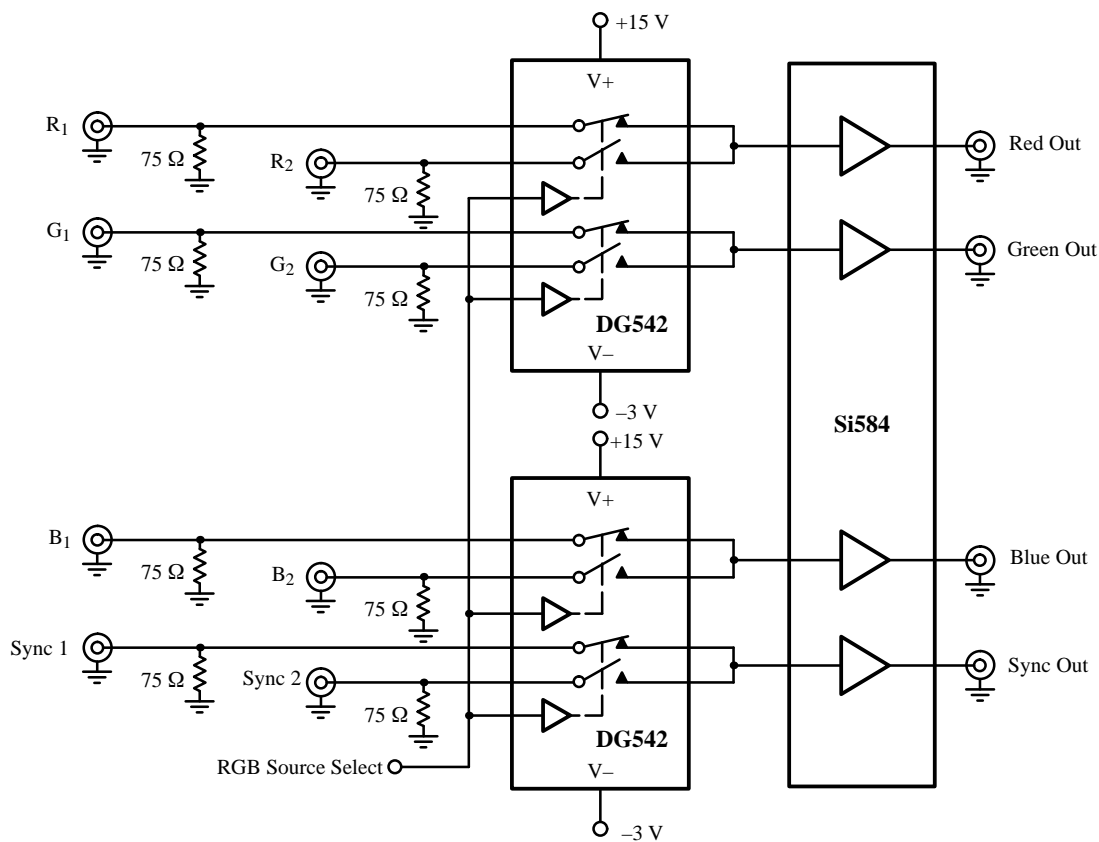 +15 V
V+
R1
75 Ω
R2
75 Ω
Red Out
G1
75 Ω
G2
75 Ω
Green Out
DG542
V–
–3 V
+15 V
Si584
V+
B1
75 Ω
B2
75 Ω
Blue Out
Sync 1
75 Ω
Sync 2
75 Ω
Sync Out
DG542
RGB Source Select
V–
–3 V